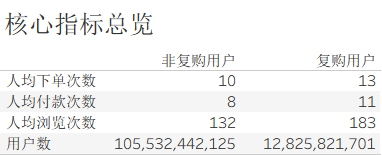 核心指标总览
非复购用户 复购用户
人均下单次数 10 13
人均付款次数 8 11
人均浏览次数 132 183
用户数 105,532,442,125 12,825,821,701